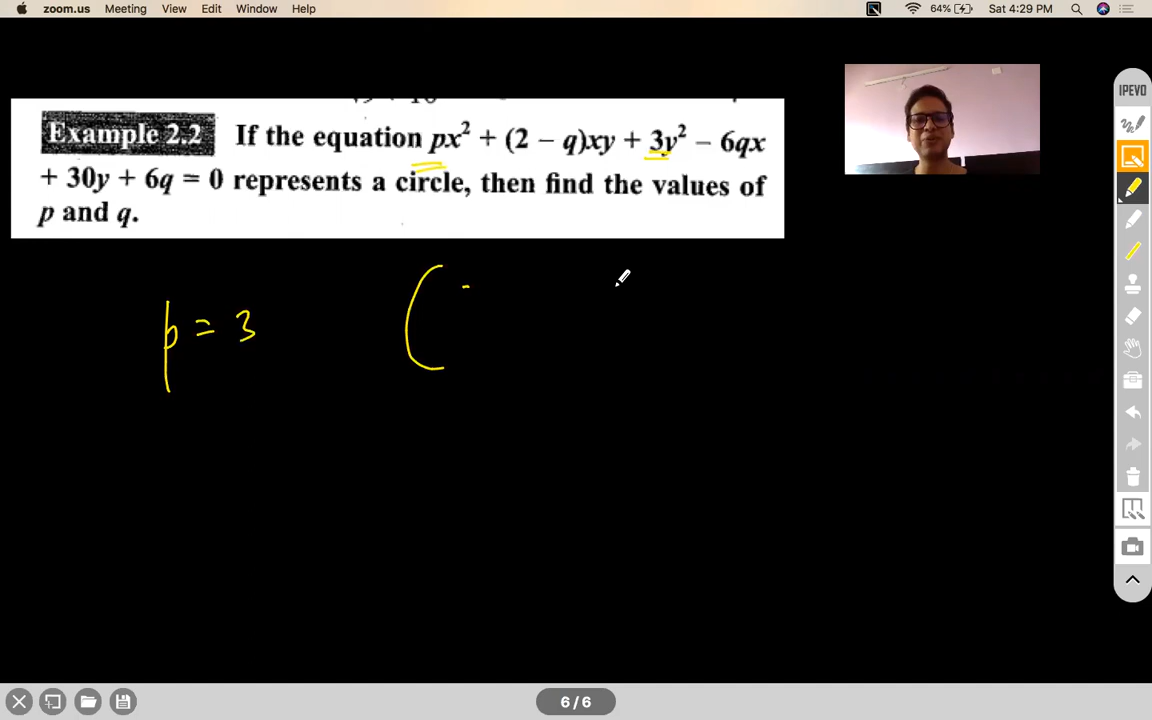 zoom.us Meeting View Edit Window Help 64% Sat 4:29 PM
IPEVO
Example 2.2 If the equation px² + (2 – q)xy + 3y² – 6qx
+ 30y + 6q = 0 represents a circle, then find the values of
p and q.
p = 3 (
6 / 6